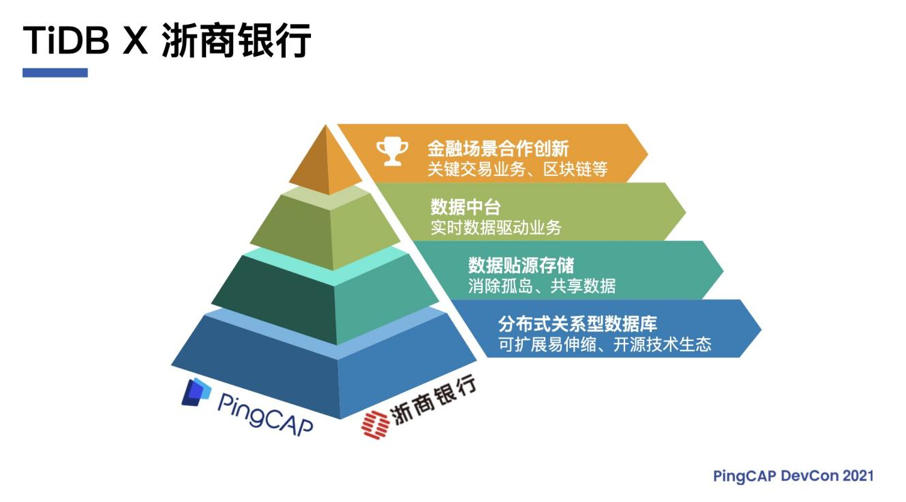 TiDB X 浙商银行
金融场景合作创新
关键交易业务、区块链等
数据中台
实时数据驱动业务
数据贴源存储
消除孤岛、共享数据
分布式关系型数据库
可扩展易伸缩、开源技术生态
PingCAP
浙商银行
PingCAP DevCon 2021